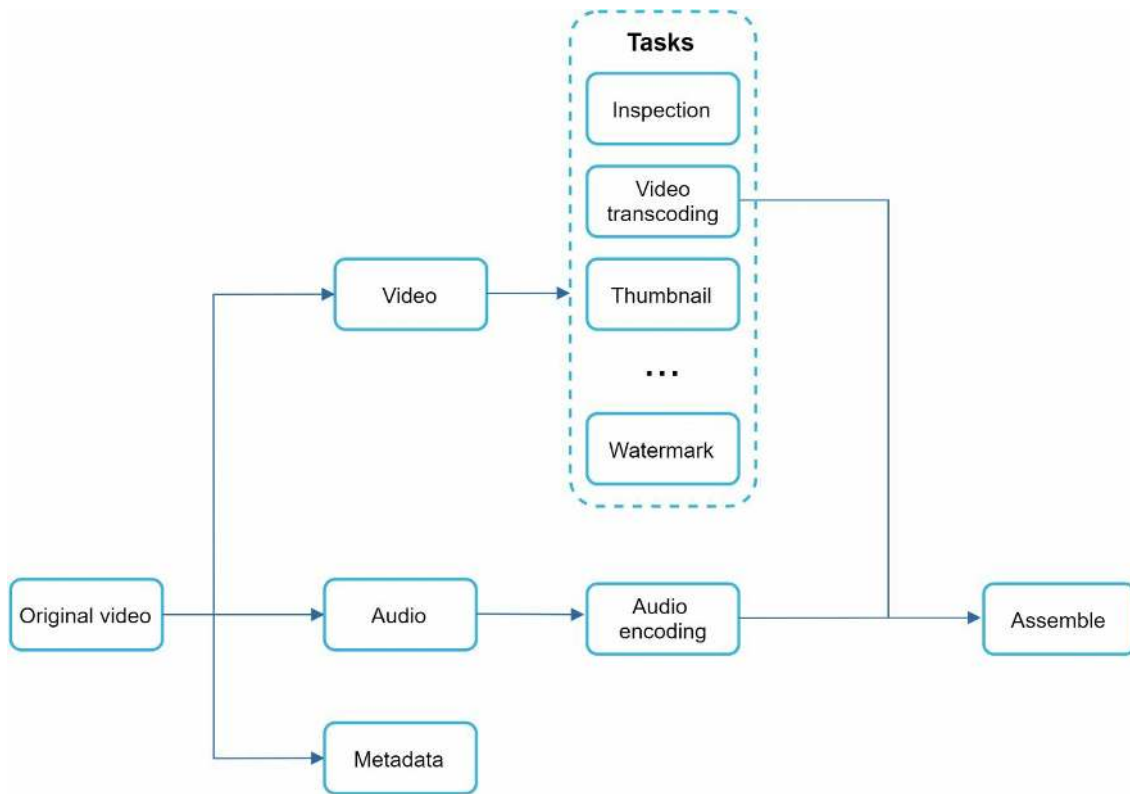 Tasks
Inspection
Video
transcoding
Video
Thumbnail
...
Watermark
Original video
Audio
Audio
encoding
Assemble
Metadata